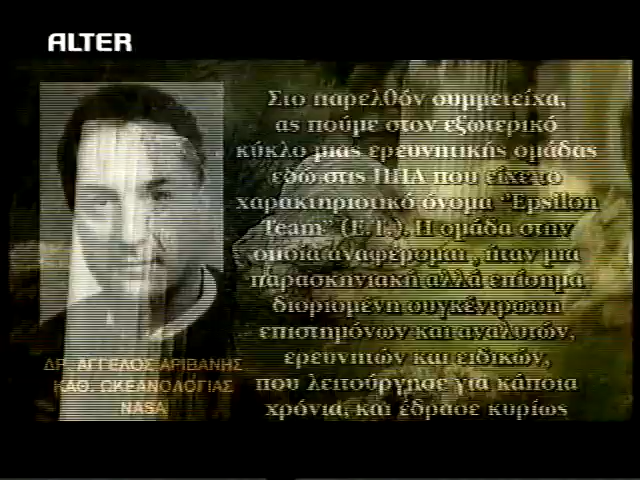 ALTER
Στο παρελθόν συμμετείχα,
ας πούμε στον εξωτερικό
κύκλο μιας ερευνητικής ομάδας
εδώ στις ΗΠΑ που είχε το
χαρακτηριστικό όνομα "Epsilon
Team" (E.T.). Η ομάδα στην
οποία αναφέρομαι, ήταν μια
παρασκηνιακή αλλά επίσημα
διορισμένη συγκέντρωση
επιστημόνων και αναλυτών,
ερευνητών και ειδικών,
που λειτούργησε για κάποια
χρόνια, και έδρασε κυρίως
ΔΡ. ΑΓΓΕΛΟΣ ΑΡΙΒΑΝΗΣ
ΚΑΘ. ΩΚΕΑΝΟΛΟΓΙΑΣ
NASA